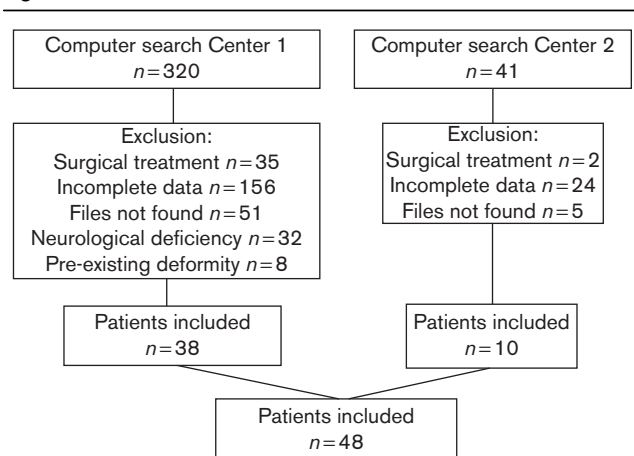 Computer search Center 1
n=320
Computer search Center 2
n=41
Exclusion:
Surgical treatment n=35
Incomplete data n=156
Files not found n=51
Neurological deficiency n=32
Pre-existing deformity n=8
Exclusion:
Surgical treatment n=2
Incomplete data n=24
Files not found n=5
Patients included
n=38
Patients included
n=10
Patients included
n=48